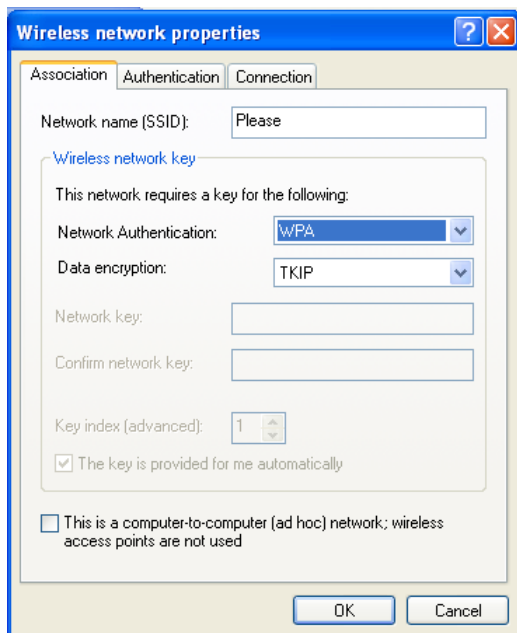 Wireless network properties
Association Authentication Connection
Network name (SSID): Please
Wireless network key
This network requires a key for the following:
Network Authentication: WPA
Data encryption: TKIP
Network key:
Confirm network key:
Key index (advanced): 1
The key is provided for me automatically
This is a computer-to-computer (ad hoc) network; wireless
access points are not used
OK Cancel